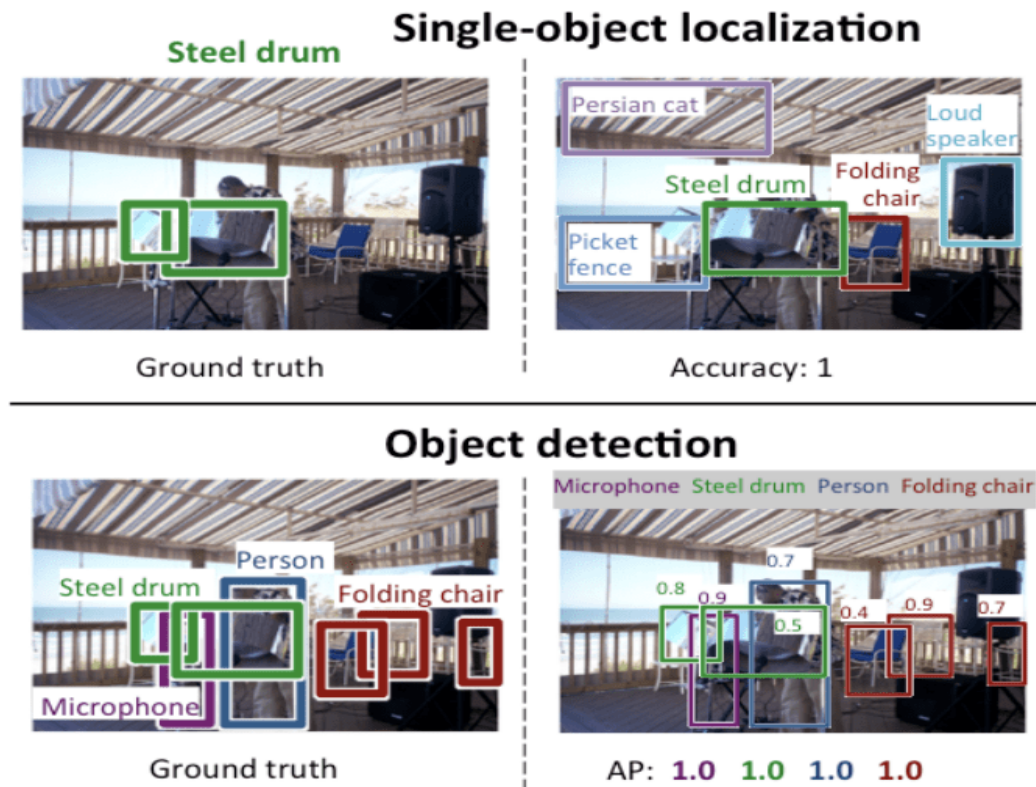 Single-object localization
Steel drum
Persian cat
Loud
speaker
Steel drum
Folding
chair
Picket
fence
Ground truth
Accuracy: 1
Object detection
Microphone Steel drum Person Folding chair
Person
Steel drum
Folding chair
Microphone
0.7
0.8
0.9
0.5
0.4
0.9
0.7
Ground truth
AP: 1.0 1.0 1.0 1.0